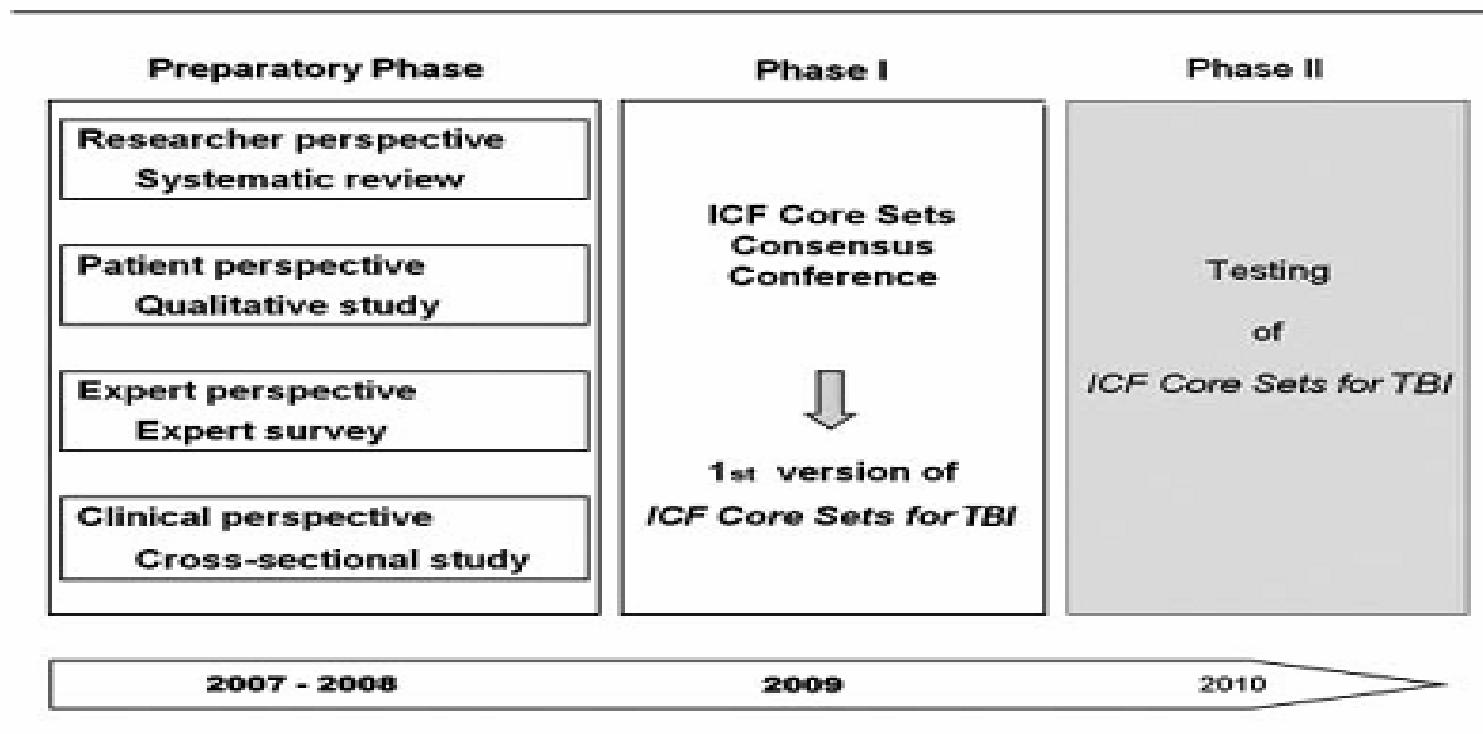 Preparatory Phase
Researcher perspective
Systematic review
Patient perspective
Qualitative study
Expert perspective
Expert survey
Clinical perspective
Cross-sectional study
Phase I
ICF Core Sets
Consensus
Conference
1st version of
ICF Core Sets for TBI
Phase II
Testing
of
ICF Core Sets for TBI
2007 - 2008
2009
2010